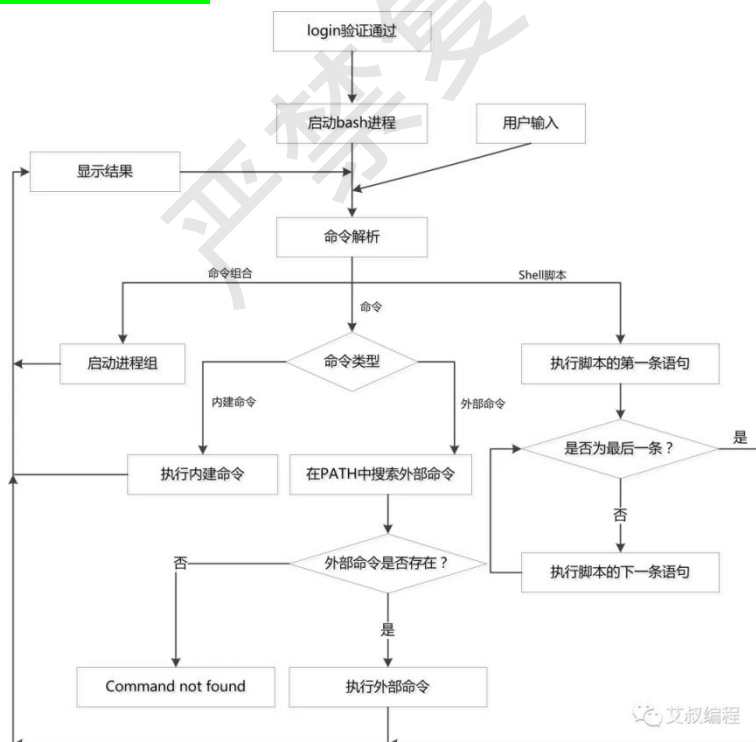 login验证通过
启动bash进程
用户输入
显示结果
命令解析
命令组合
Shell脚本
命令
启动进程组
命令类型
执行脚本的第一条语句
内建命令
外部命令
是否为最后一条？
是
执行内建命令
在PATH中搜索外部命令
否
外部命令是否存在？
否
执行脚本的下一条语句
是
Command not found
执行外部命令
艾叔编程
严禁复